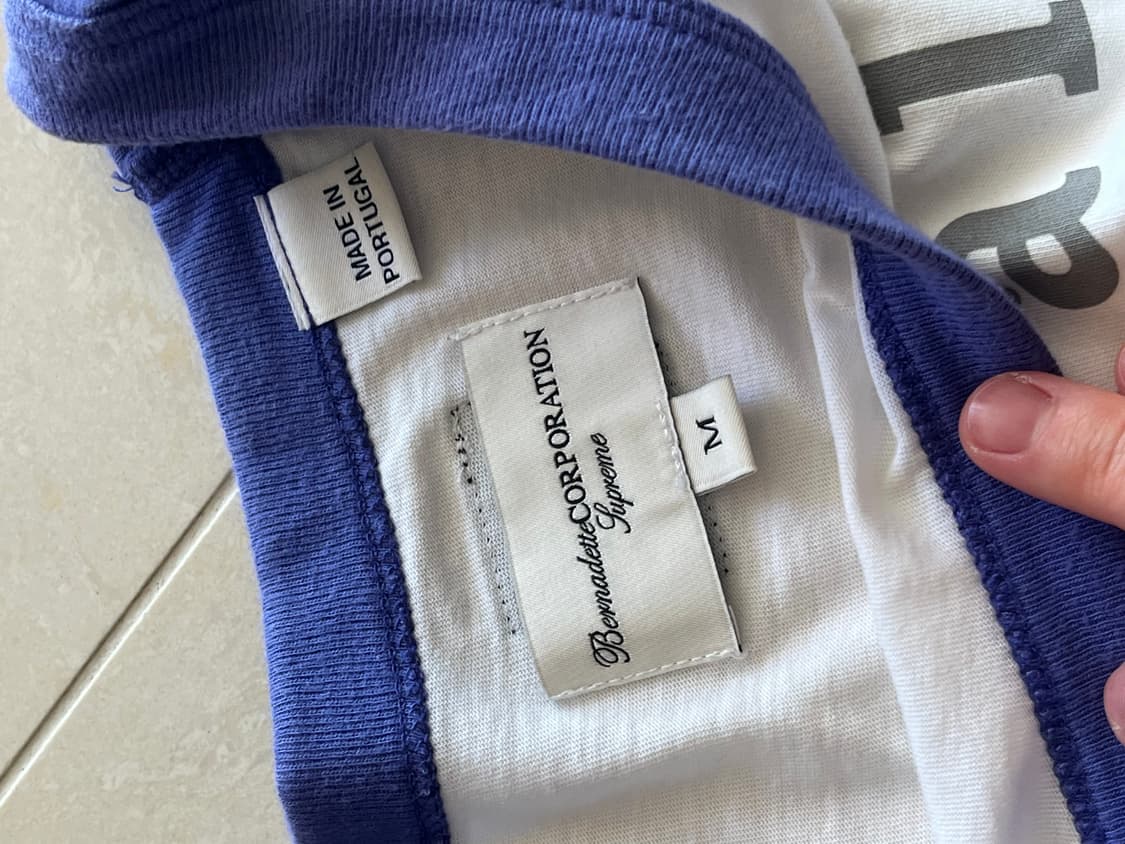 MADE IN
PORTUGAL
BernadetteCORPORATION
Supreme
M